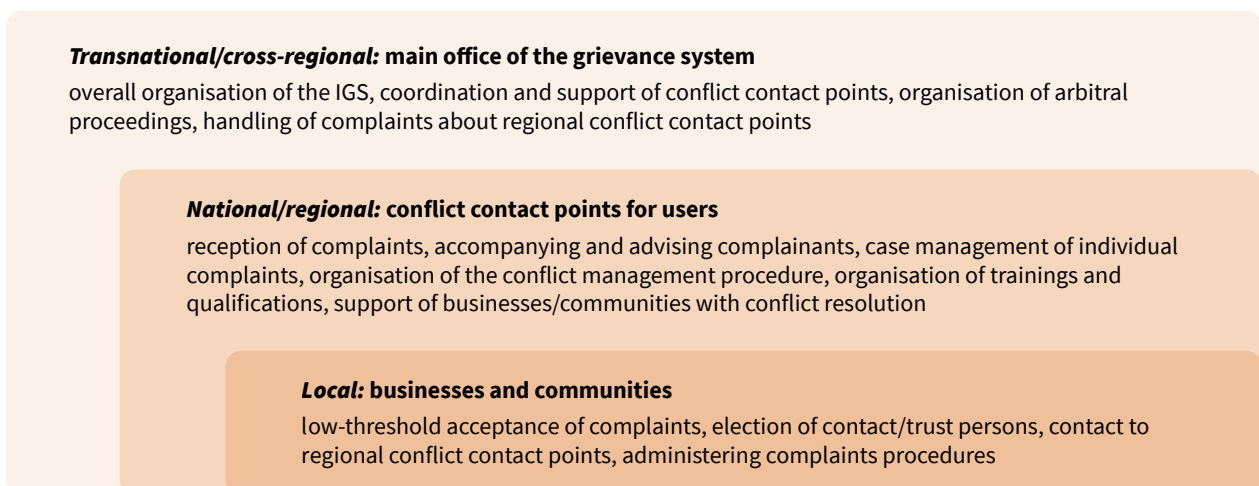 Transnational/cross-regional: main office of the grievance system
overall organisation of the IGS, coordination and support of conflict contact points, organisation of arbitral
proceedings, handling of complaints about regional conflict contact points
National/regional: conflict contact points for users
reception of complaints, accompanying and advising complainants, case management of individual
complaints, organisation of the conflict management procedure, organisation of trainings and
qualifications, support of businesses/communities with conflict resolution
Local: businesses and communities
low-threshold acceptance of complaints, election of contact/trust persons, contact to
regional conflict contact points, administering complaints procedures